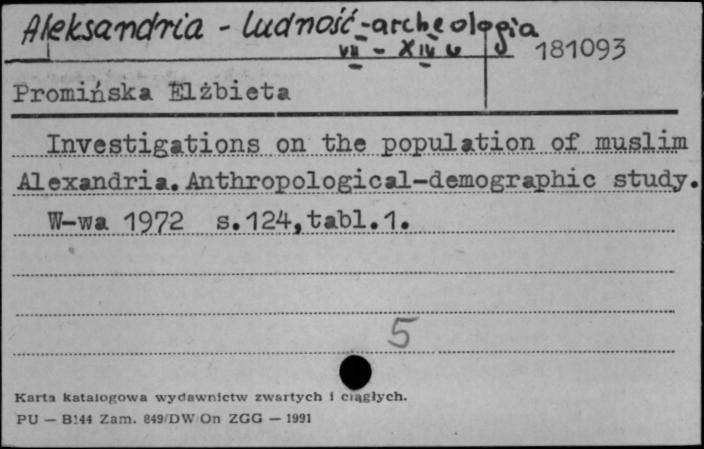 Aleksandria - ludność - archeologia
VII - XIV w
181093
Promińska Elżbieta
Investigations on the population of muslim
Alexandria. Anthropological-demographic study.
W-wa 1972 s.124, tabl.1.
5
Karta katalogowa wydawnictw zwartych i ciągłych.
PU — B144 Zam. 849/DW/On ZGG — 1991